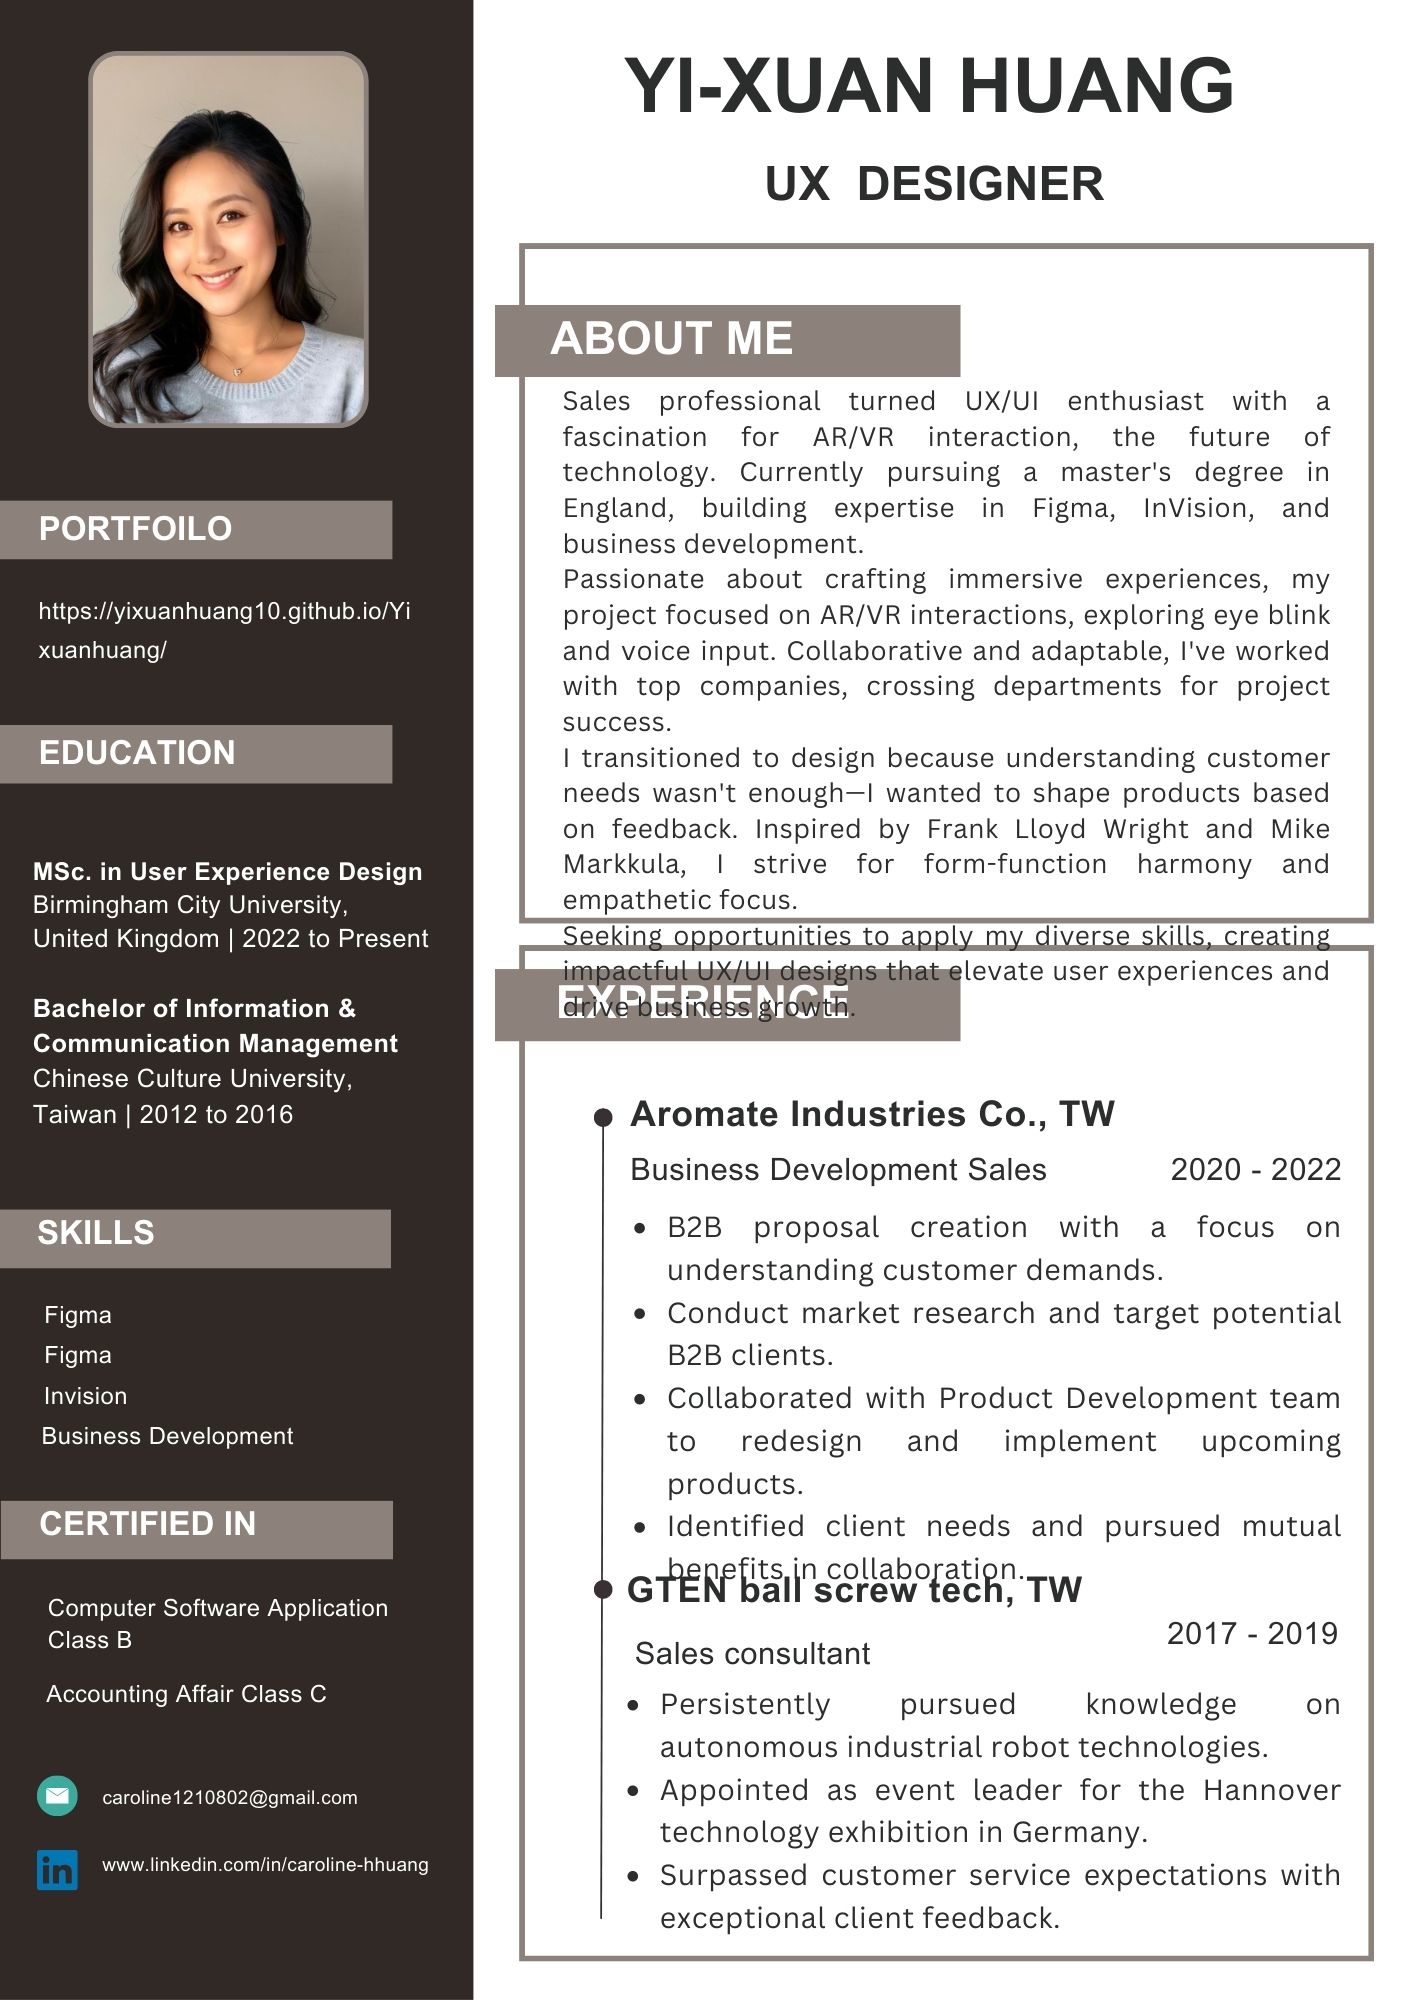 YI-XUAN HUANG
UX DESIGNER
PORTFOILO
https://yixuanhuang10.github.io/Yi
xuanhuang/
EDUCATION
MSc. in User Experience Design
Birmingham City University,
United Kingdom | 2022 to Present
Bachelor of Information &
Communication Management
Chinese Culture University,
Taiwan | 2012 to 2016
SKILLS
Figma
Figma
Invision
Business Development
CERTIFIED IN
Computer Software Application
Class B
Accounting Affair Class C
caroline1210802@gmail.com
in
www.linkedin.com/in/caroline-hhuang
ABOUT ME
Sales professional turned UX/UI enthusiast with a
fascination for AR/VR interaction, the future of
technology. Currently pursuing a master's degree in
England, building expertise in Figma, InVision, and
business development.
Passionate about crafting immersive experiences, my
project focused on AR/VR interactions, exploring eye blink
and voice input. Collaborative and adaptable, I've worked
with top companies, crossing departments for project
success.
I transitioned to design because understanding customer
needs wasn't enough—I wanted to shape products based
on feedback. Inspired by Frank Lloyd Wright and Mike
Markkula, I strive for form-function harmony and
empathetic focus.
Seeking opportunities to apply my diverse skills, creating
impactful UX/UI designs that elevate user experiences and
drive business growth.
EXPERIENCE
Aromate Industries Co., TW
Business Development Sales 2020 - 2022
• B2B proposal creation with a focus on
understanding customer demands.
• Conduct market research and target potential
B2B clients.
• Collaborated with Product Development team
to redesign and implement upcoming
products.
• Identified client needs and pursued mutual
benefits in collaboration.
GTEN ball screw tech, TW
2017 - 2019
Sales consultant
• Persistently pursued knowledge on
autonomous industrial robot technologies.
• Appointed as event leader for the Hannover
technology exhibition in Germany.
• Surpassed customer service expectations with
exceptional client feedback.